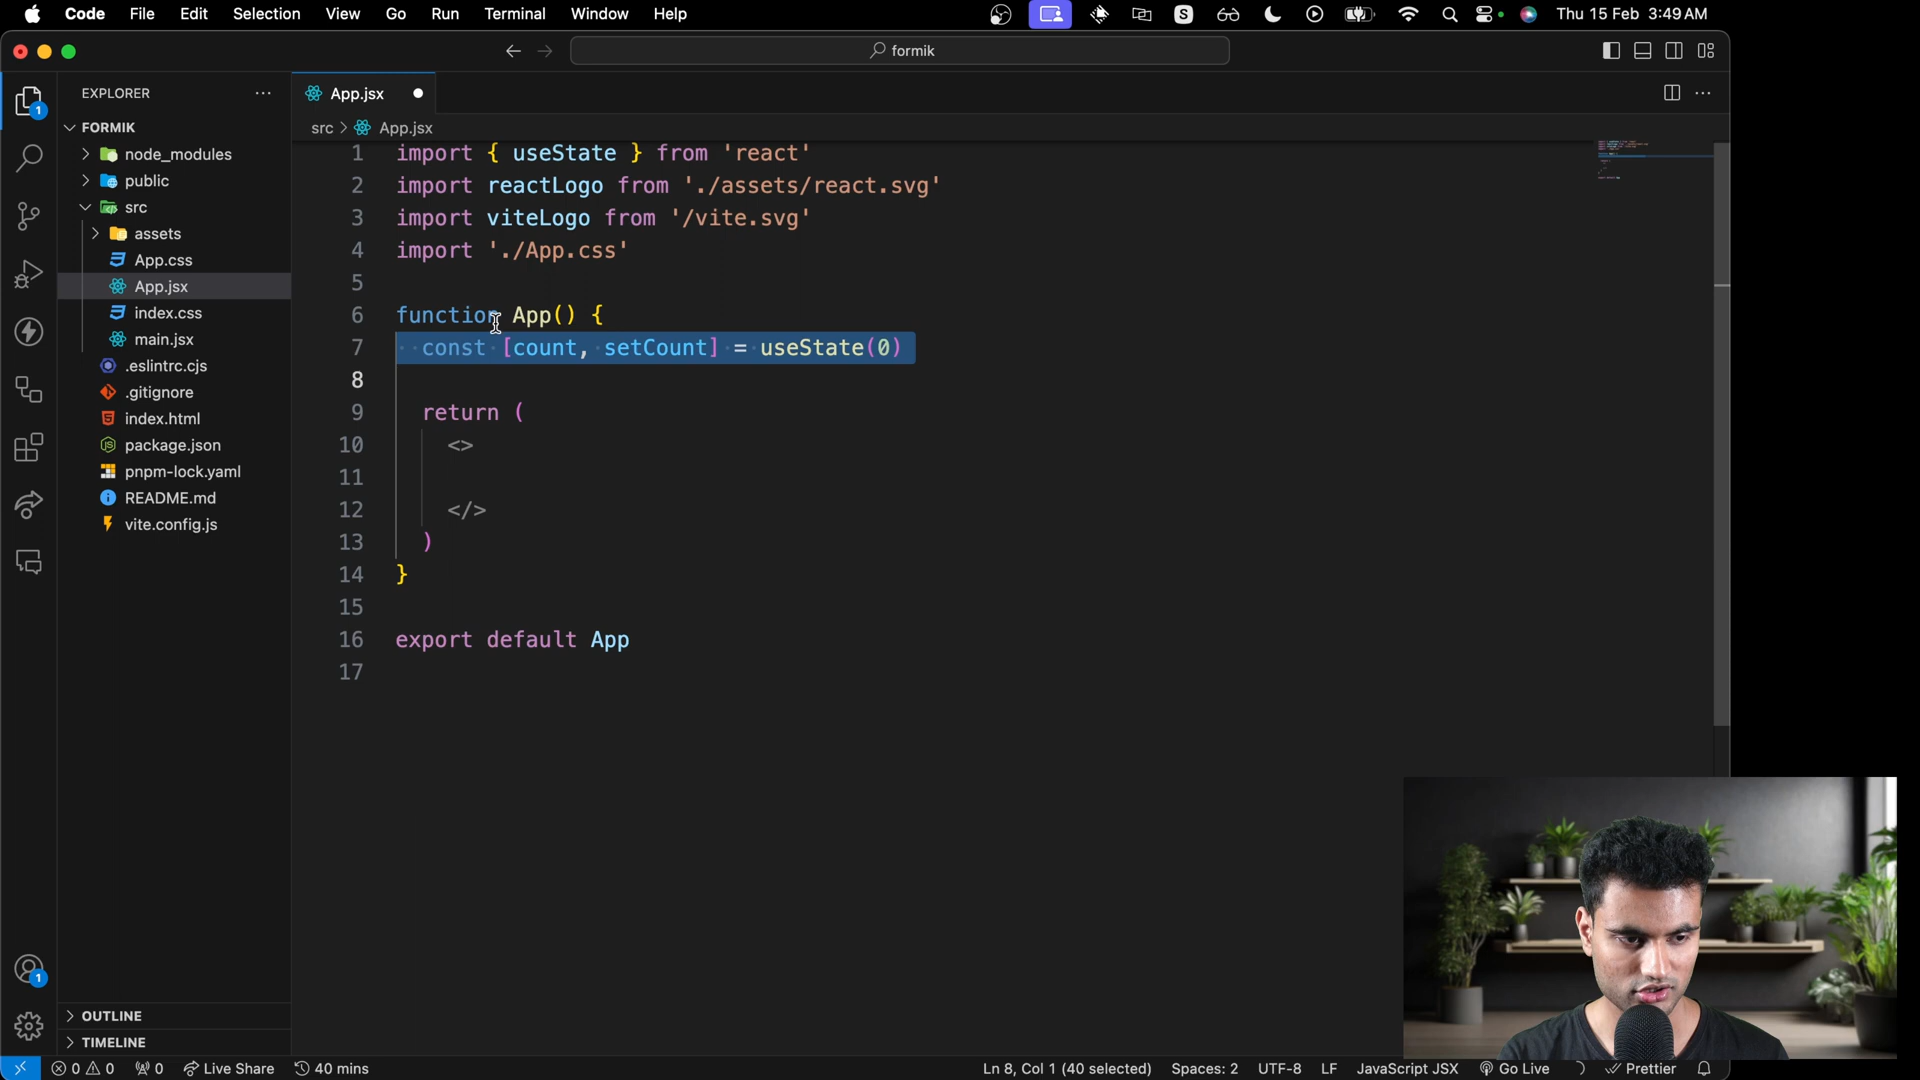 Code File Edit Selection View Go Run Terminal Window Help
S
Thu 15 Feb 3:49 AM
formik
EXPLORER
FORMIK
node_modules
public
src
assets
App.css
App.jsx
index.css
main.jsx
.eslintrc.cjs
.gitignore
index.html
package.json
pnpm-lock.yaml
README.md
vite.config.js
OUTLINE
TIMELINE
1
1
App.jsx
src > App.jsx
1 import { useState } from 'react'
2 import reactLogo from './assets/react.svg'
3 import viteLogo from '/vite.svg'
4 import './App.css'
5
6 function App() {
7 const [count, setCount] = useState(0)
8
9 return (
10 <>
11
12 </>
13 )
14 }
15
16 export default App
17
0 0 0 Live Share 40 mins
Ln 8, Col 1 (40 selected) Spaces: 2 UTF-8 LF JavaScript JSX Go Live Prettier